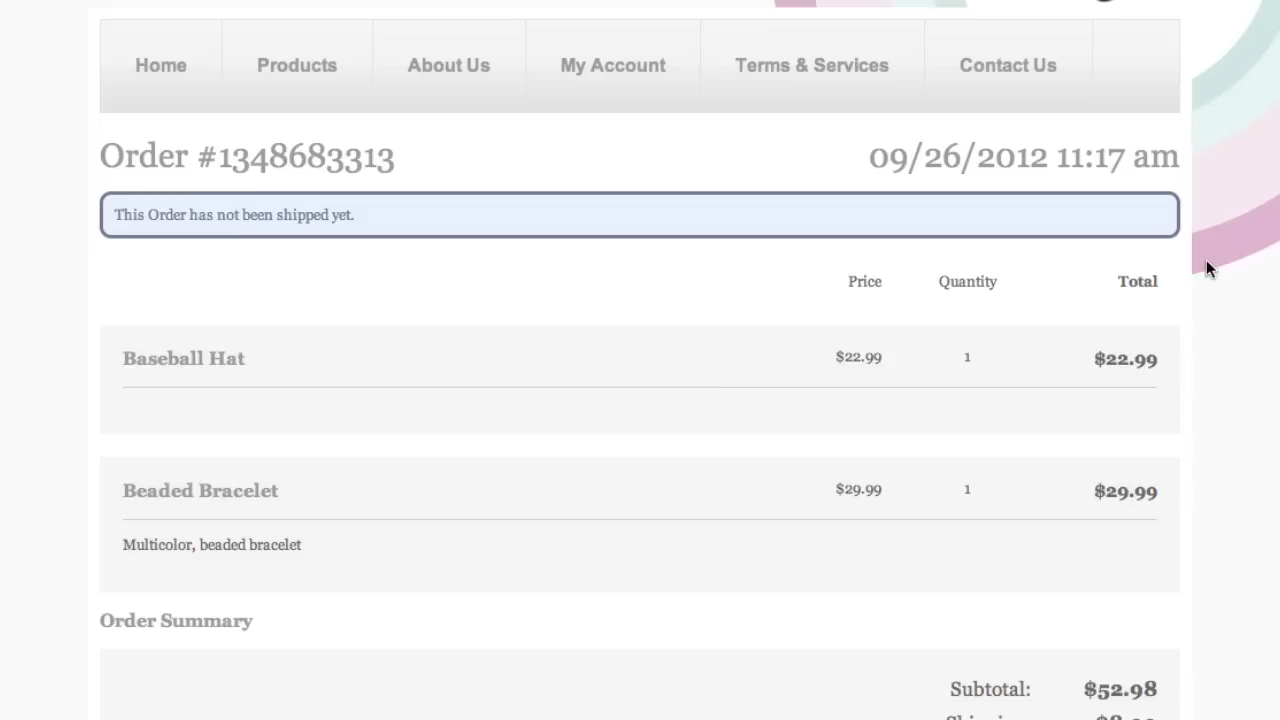 Home Products About Us My Account Terms & Services Contact Us
Order #1348683313 09/26/2012 11:17 am
This Order has not been shipped yet.
Price Quantity Total
Baseball Hat $22.99 1 $22.99
Beaded Bracelet $29.99 1 $29.99
Multicolor, beaded bracelet
Order Summary
Subtotal: $52.98